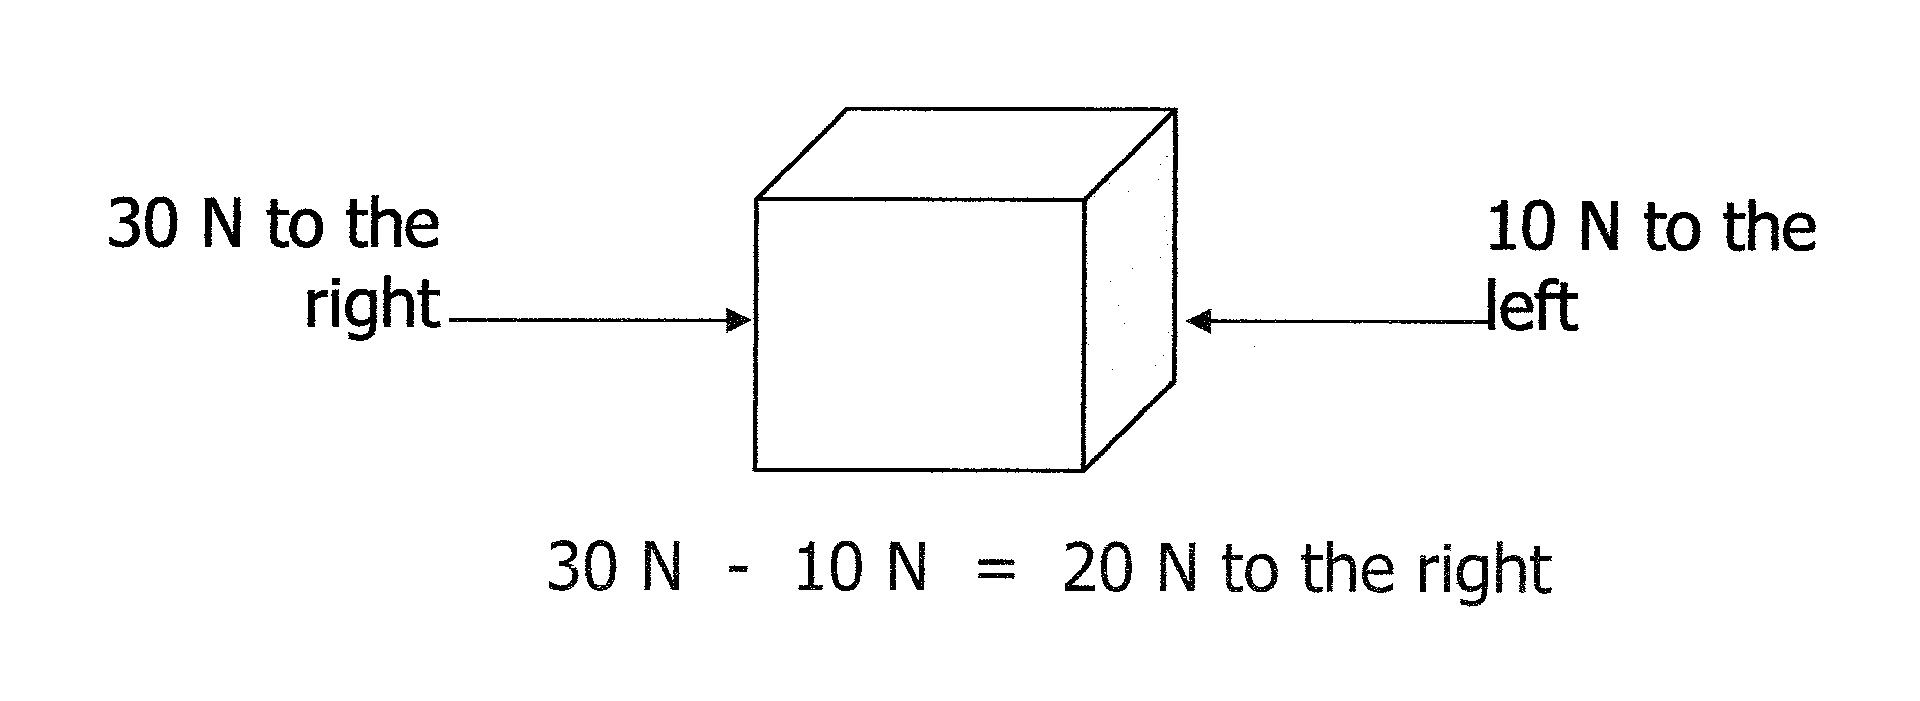 30 N to the
right
10 N to the
left
30 N - 10 N = 20 N to the right